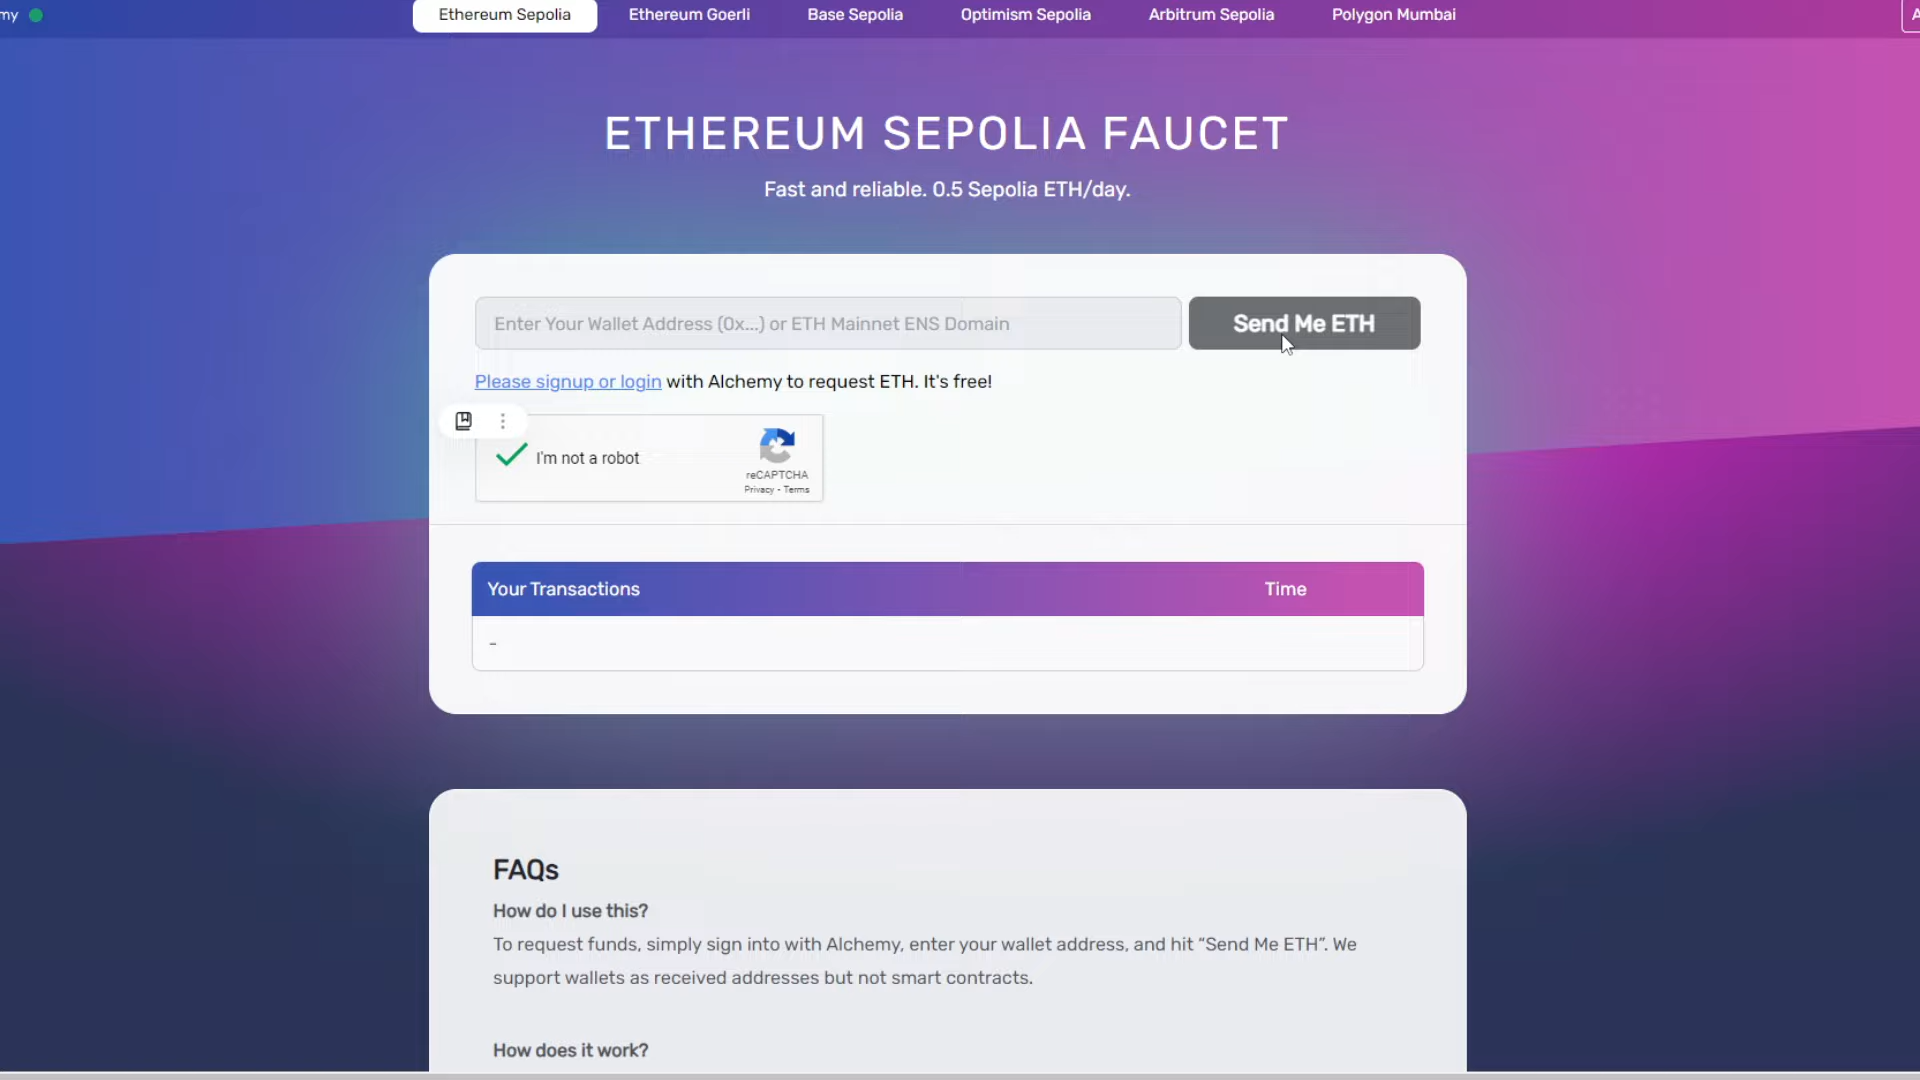 my
Ethereum Sepolia
Ethereum Goerli
Base Sepolia
Optimism Sepolia
Arbitrum Sepolia
Polygon Mumbai
A
ETHEREUM SEPOLIA FAUCET
Fast and reliable. 0.5 Sepolia ETH/day.
Enter Your Wallet Address (0x...) or ETH Mainnet ENS Domain
Send Me ETH
Please signup or login with Alchemy to request ETH. It's free!
I'm not a robot
reCAPTCHA
Privacy - Terms
Your Transactions
Time
-
FAQs
How do I use this?
To request funds, simply sign into with Alchemy, enter your wallet address, and hit “Send Me ETH”. We
support wallets as received addresses but not smart contracts.
How does it work?